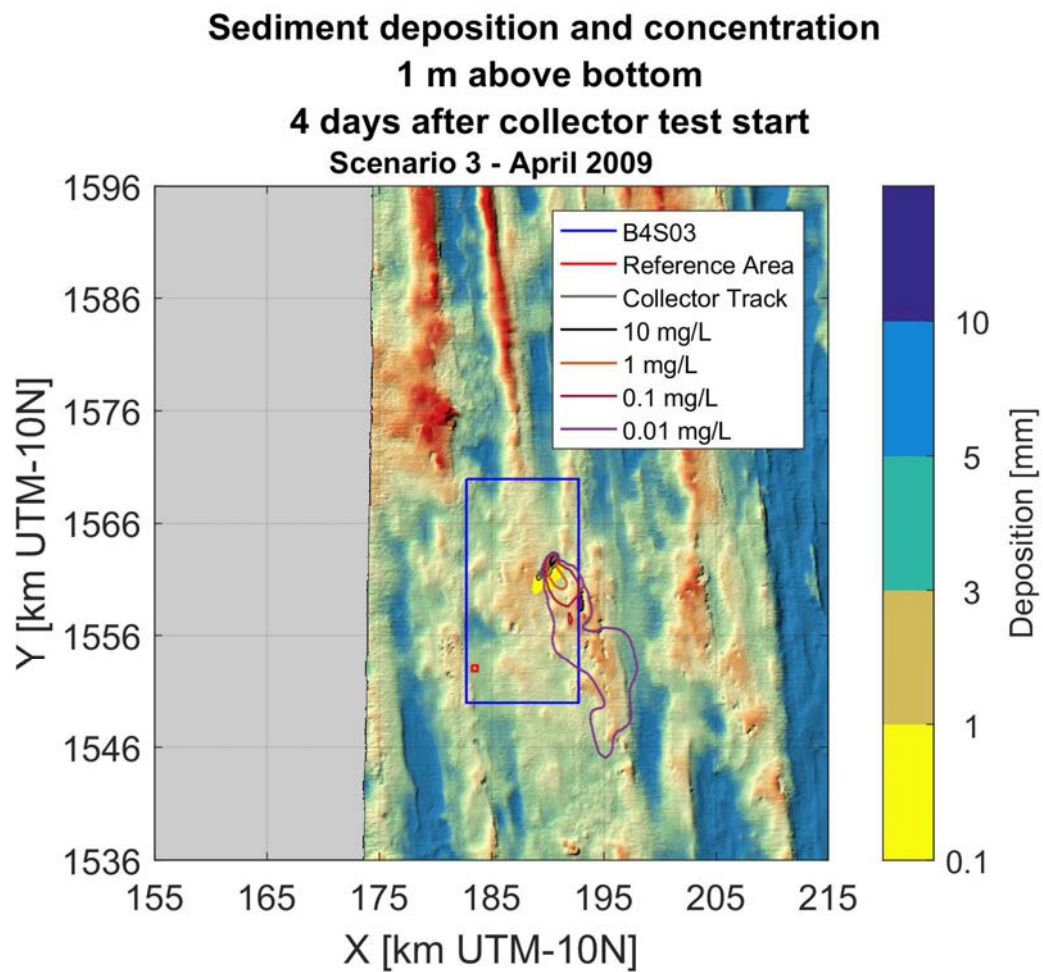 Sediment deposition and concentration
1 m above bottom
4 days after collector test start
Scenario 3 - April 2009
1596
1586
1576
1566
1556
1546
1536
Y [km UTM-10N]
155
165
175
185
195
205
215
X [km UTM-10N]
B4S03
Reference Area
Collector Track
10 mg/L
1 mg/L
0.1 mg/L
0.01 mg/L
10
5
3
1
0.1
Deposition [mm]